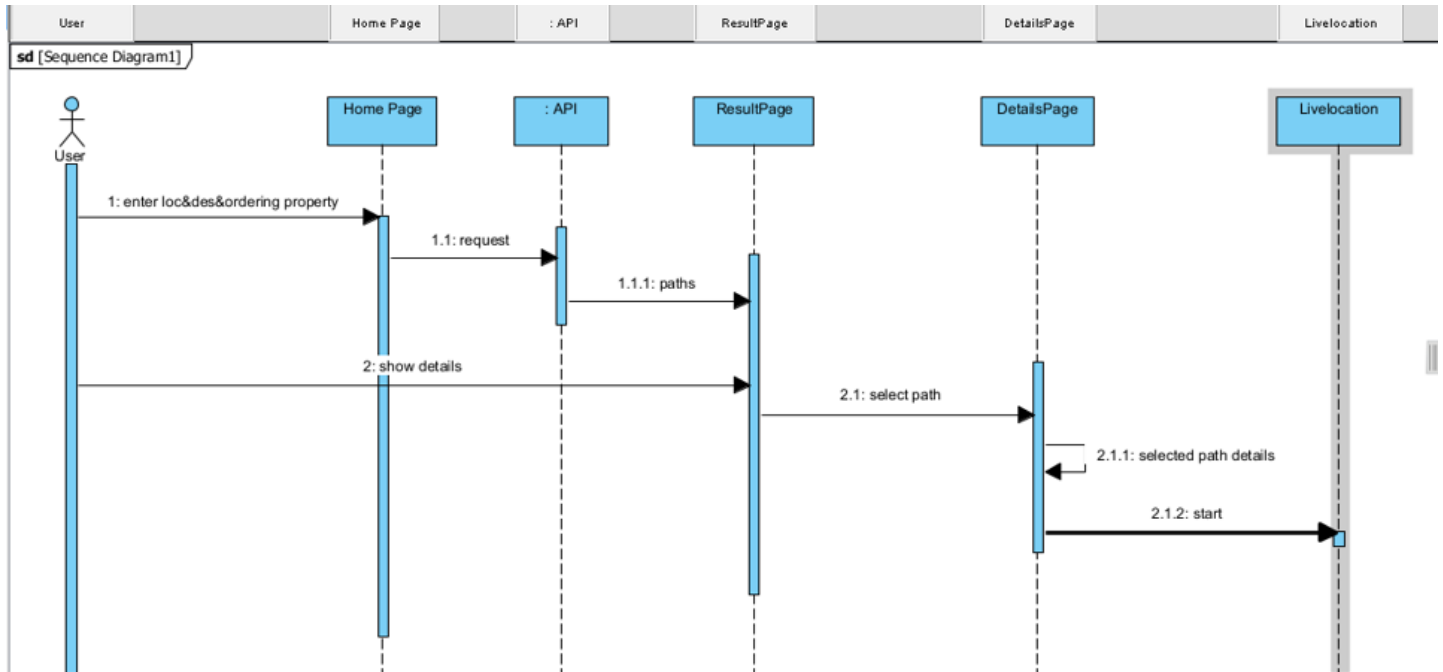 User
Home Page
: API
ResultPage
DetailsPage
Livelocation
sd [Sequence Diagram1]
Home Page
: API
ResultPage
DetailsPage
Livelocation
User
1: enter loc&des&ordering property
1.1: request
1.1.1: paths
2: show details
2.1: select path
2.1.1: selected path details
2.1.2: start